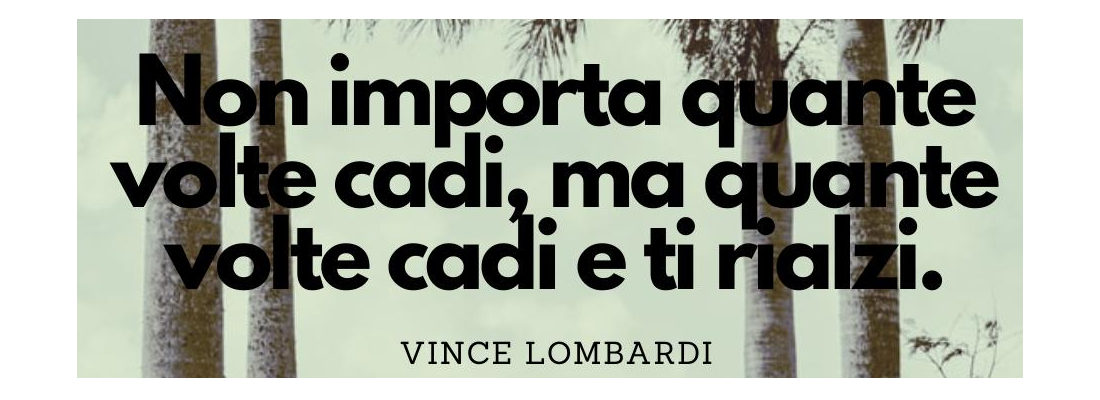 Non importa quante
volte cadi, ma quante
volte cadi e ti rialzi.
VINCE LOMBARDI